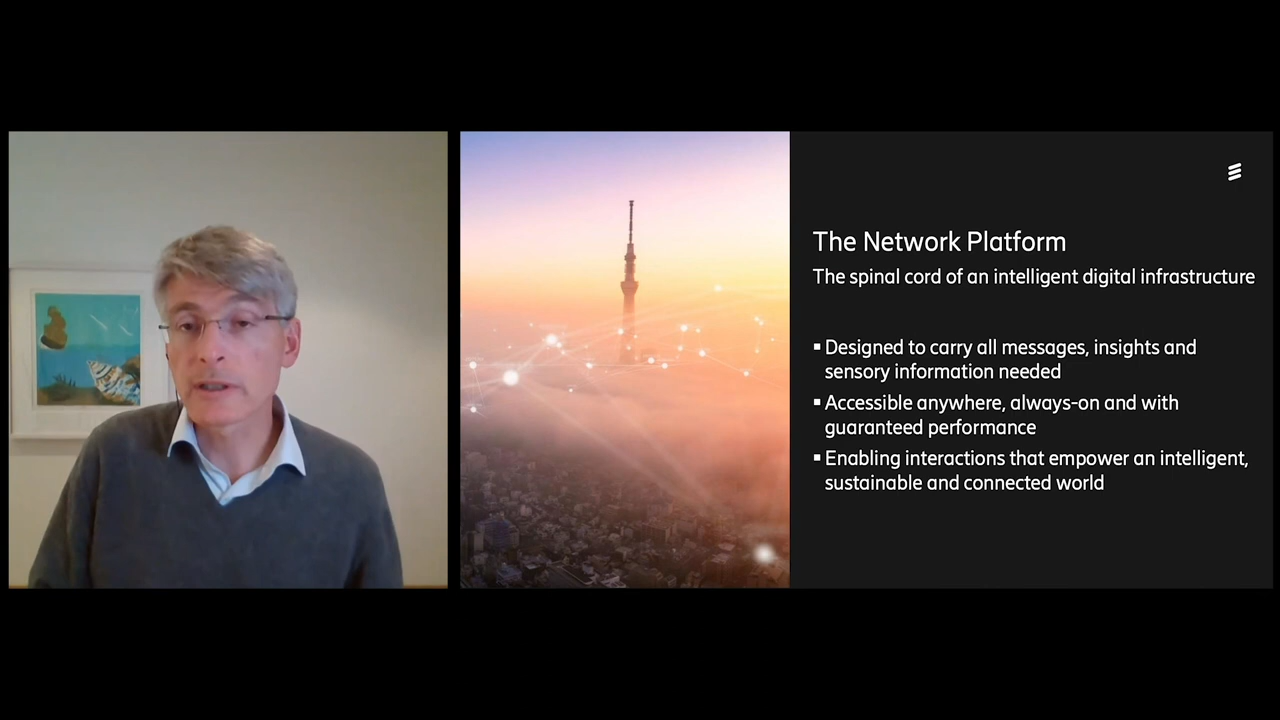 The Network Platform
The spinal cord of an intelligent digital infrastructure
▪ Designed to carry all messages, insights and
sensory information needed
▪ Accessible anywhere, always-on and with
guaranteed performance
▪ Enabling interactions that empower an intelligent,
sustainable and connected world